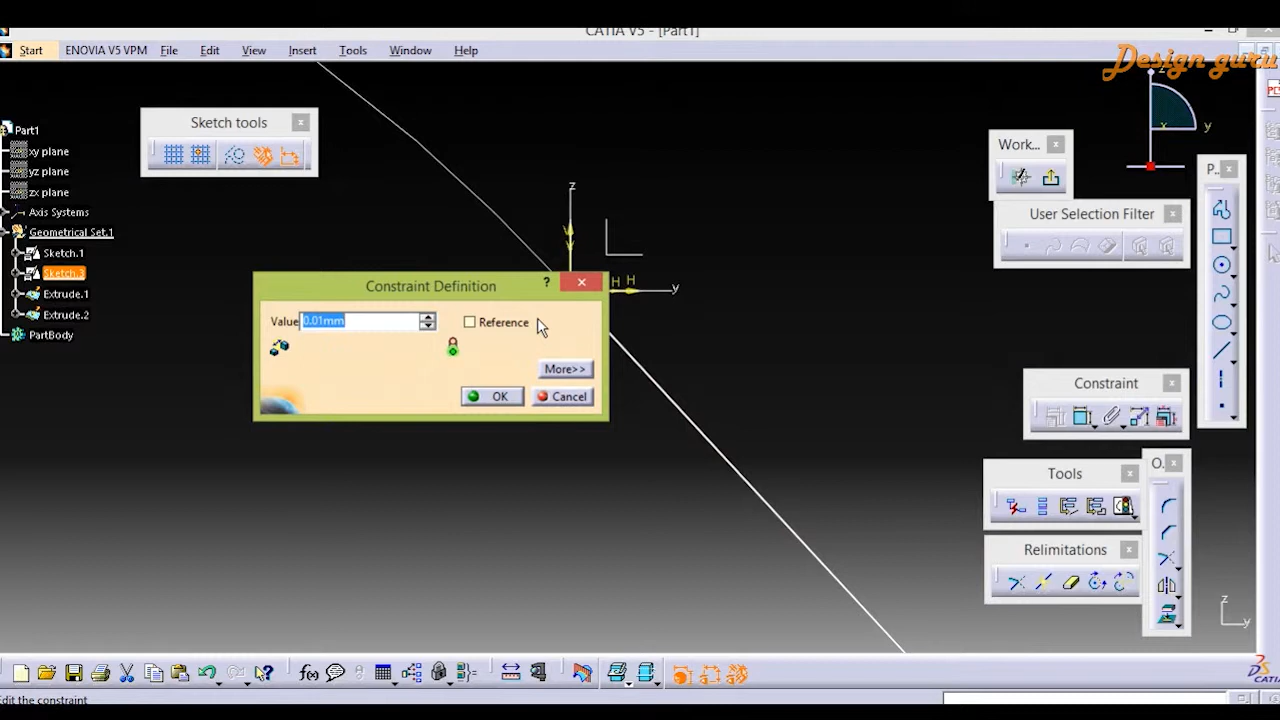 CATIA V5 - [Part1]
Start
ENOVIA V5 VPM
File
Edit
View
Insert
Tools
Window
Help
Design guru
Sketch tools
Part1
xy plane
yz plane
zx plane
Axis Systems
Geometrical Set.1
Sketch.1
Sketch.3
Extrude.1
Extrude.2
PartBody
z
x
y
Work...
P...
User Selection Filter
z
H H
y
Constraint Definition
?
Value 0.01mm
Reference
More>>
OK
Cancel
Constraint
Tools
O.
Relimitations
z
y
f(x)
CATIA
Edit the constraint